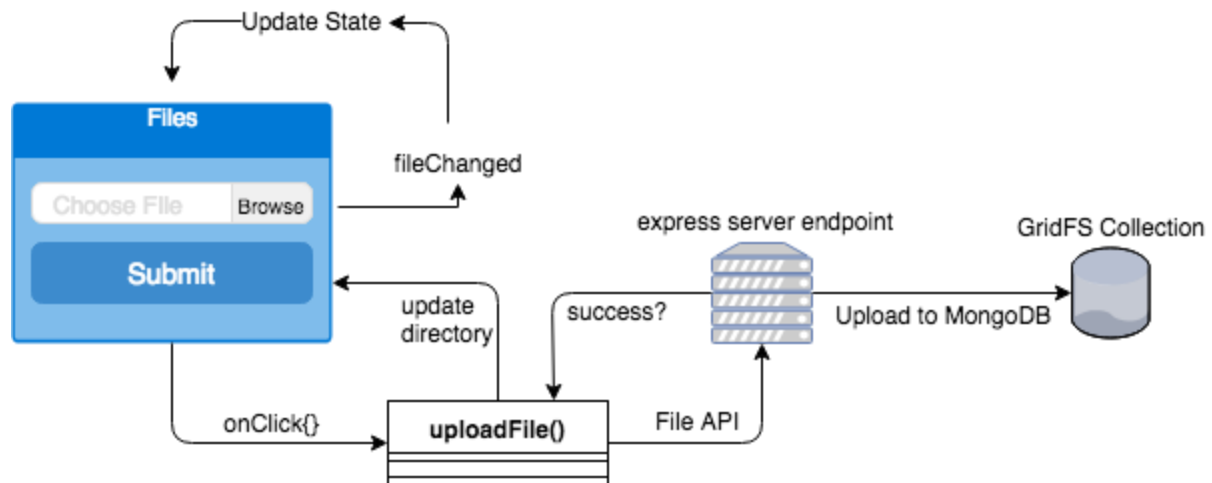 Update State
Files
fileChanged
Choose File
Browse
express server endpoint
GridFS Collection
Submit
update
directory
success?
Upload to MongoDB
onClick{}
uploadFile()
File API